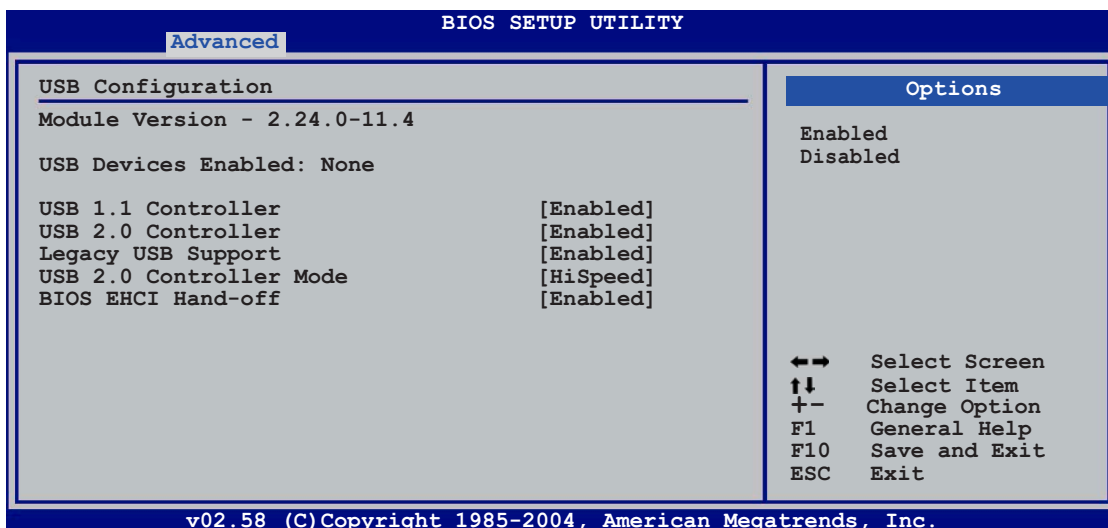 BIOS SETUP UTILITY
Advanced
USB Configuration
Module Version - 2.24.0-11.4
USB Devices Enabled: None
USB 1.1 Controller [Enabled]
USB 2.0 Controller [Enabled]
Legacy USB Support [Enabled]
USB 2.0 Controller Mode [HiSpeed]
BIOS EHCI Hand-off [Enabled]
Options
Enabled
Disabled
←→ Select Screen
↑↓ Select Item
+- Change Option
F1 General Help
F10 Save and Exit
ESC Exit
v02.58 (C)Copyright 1985-2004, American Megatrends, Inc.